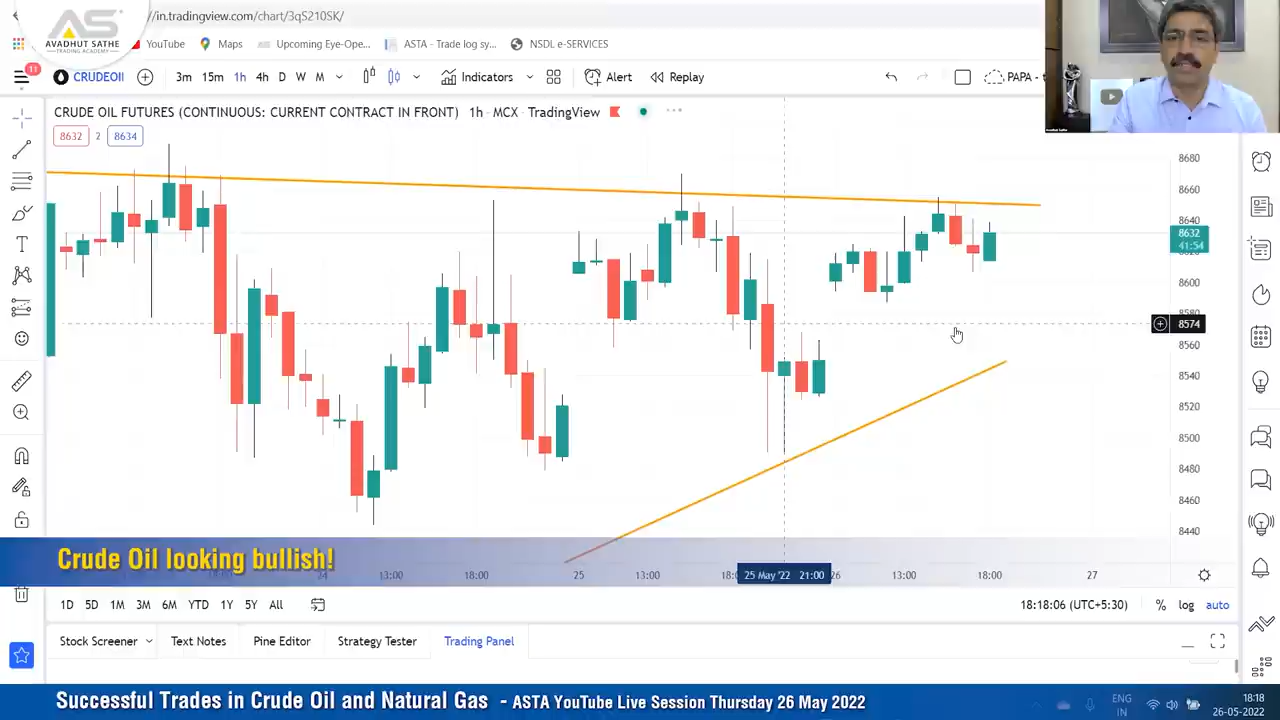 in.tradingview.com/chart/3qS210SK/
AS
AVADHUT SATHE
TRADING ACADEMY
YouTube
Maps
Upcoming Eye-Ope...
ASTA - Trade log sy...
NSDL e-SERVICES
11
CRUDEOIl
3m 15m 1h 4h D W M
Indicators
Alert
Replay
PAPA - t
CRUDE OIL FUTURES (CONTINUOUS: CURRENT CONTRACT IN FRONT) 1h · MCX · TradingView
8632 2 8634
8680
8660
8640
8632
41:54
8600
8574
8560
8540
8520
8500
8480
8460
8440
Crude Oil looking bullish!
24 13:00 18:00 25 13:00 25 May '22 21:00 26 13:00 18:00 27
1D 5D 1M 3M 6M YTD 1Y 5Y All
18:18:06 (UTC+5:30) % log auto
Stock Screener Text Notes Pine Editor Strategy Tester Trading Panel
Successful Trades in Crude Oil and Natural Gas - ASTA YouTube Live Session Thursday 26 May 2022
ENG
IN
18:18
26-05-2022